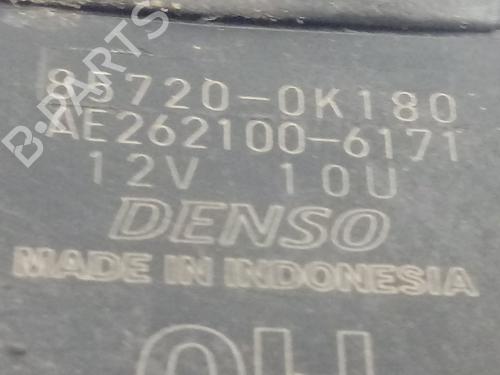 85720-0K180
AE262100-6171
12V 10U
DENSO
MADE IN INDONESIA
B-PARTS